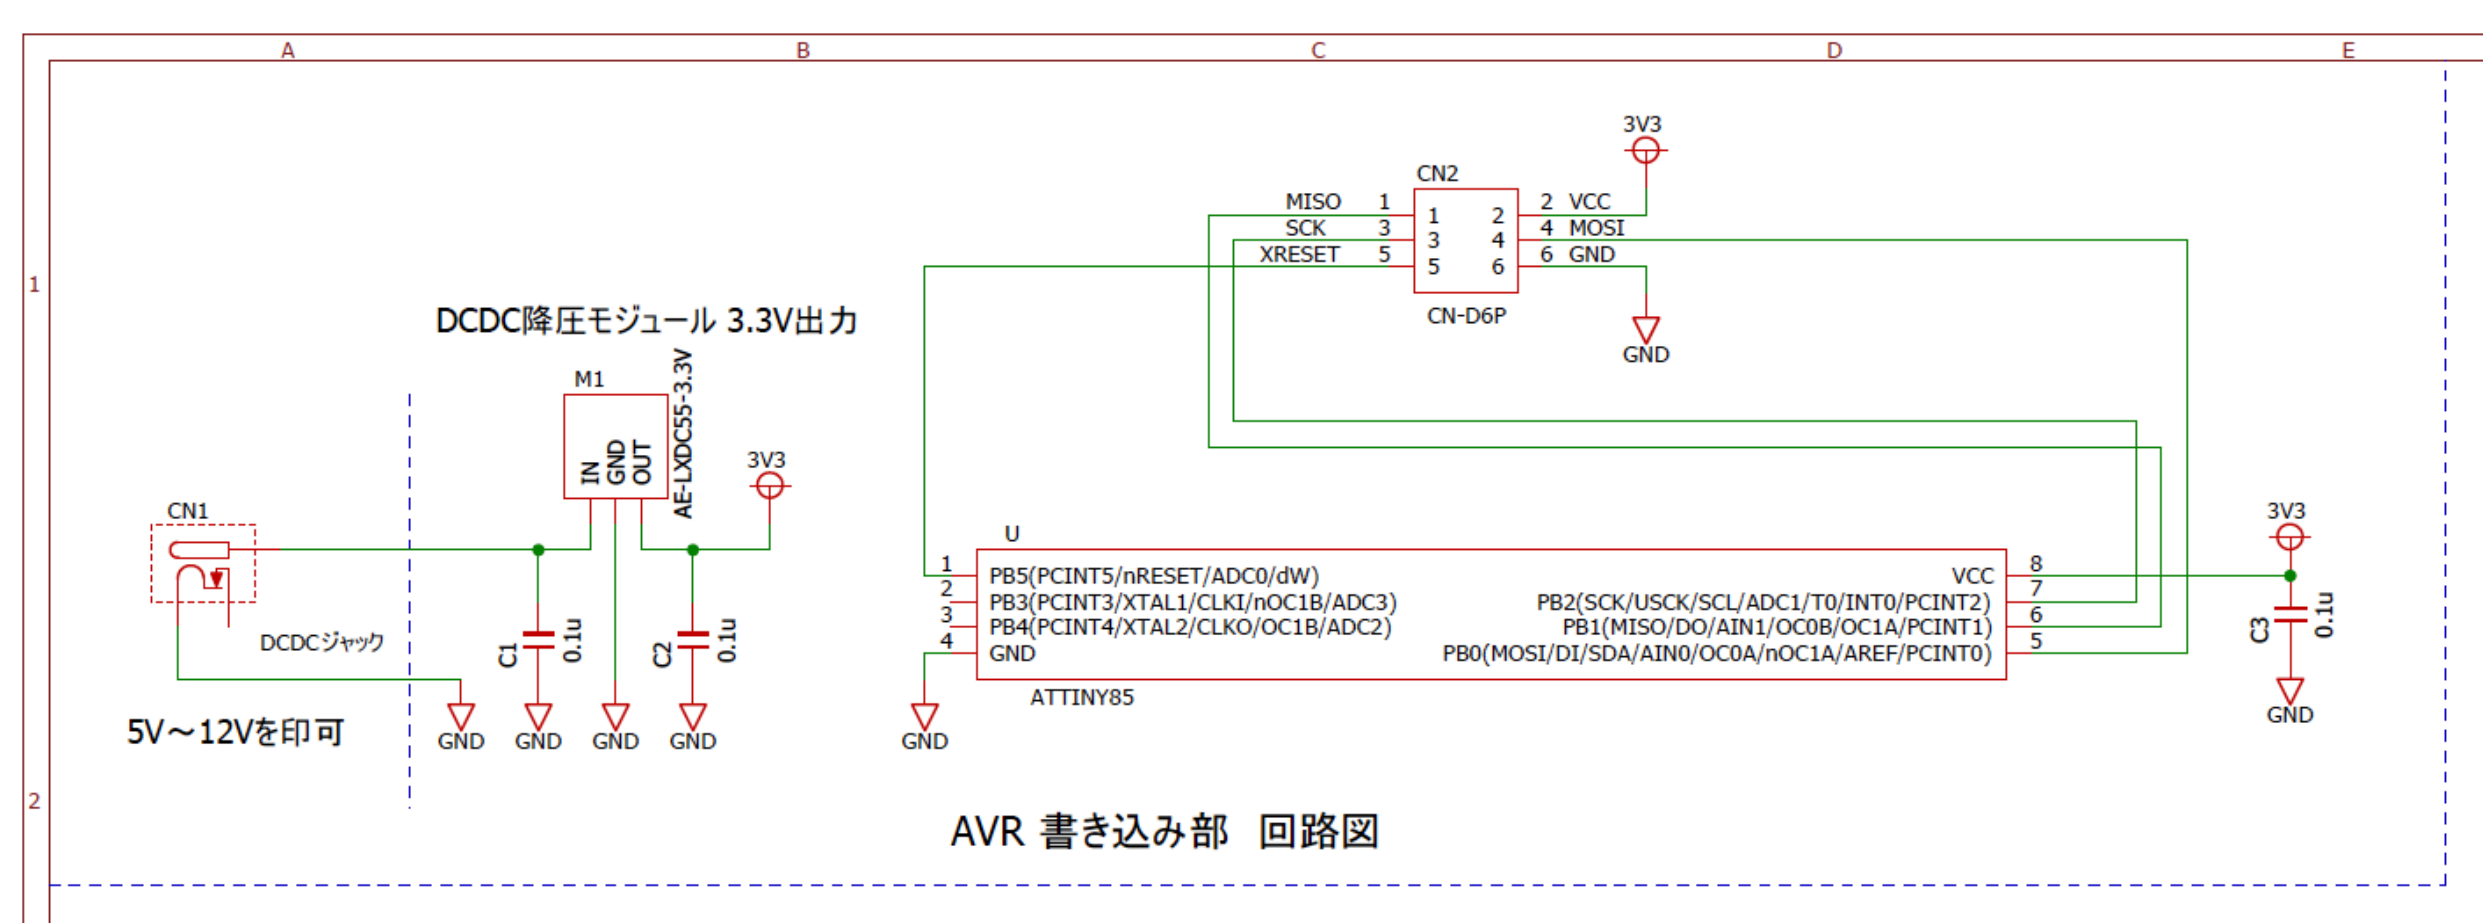 A B C D E
1
2
3V3
CN2
MISO 1 1 2 2 VCC
SCK 3 3 4 4 MOSI
XRESET 5 5 6 6 GND
CN-D6P
GND
DCDC降圧モジュール 3.3V出力
M1
AE-LXDC55-3.3V
IN
GND
OUT
3V3
CN1
DCDCジャック
5V～12Vを印可
C1
0.1u
C2
0.1u
GND GND GND GND
U
1 PB5(PCINT5/nRESET/ADC0/dW)
2 PB3(PCINT3/XTAL1/CLKI/nOC1B/ADC3)
3 PB4(PCINT4/XTAL2/CLKO/OC1B/ADC2)
4 GND
VCC 8
PB2(SCK/USCK/SCL/ADC1/T0/INT0/PCINT2) 7
PB1(MISO/DO/AIN1/OC0B/OC1A/PCINT1) 6
PB0(MOSI/DI/SDA/AIN0/OC0A/nOC1A/AREF/PCINT0) 5
ATTINY85
GND
3V3
C3
0.1u
GND
AVR 書き込み部 回路図